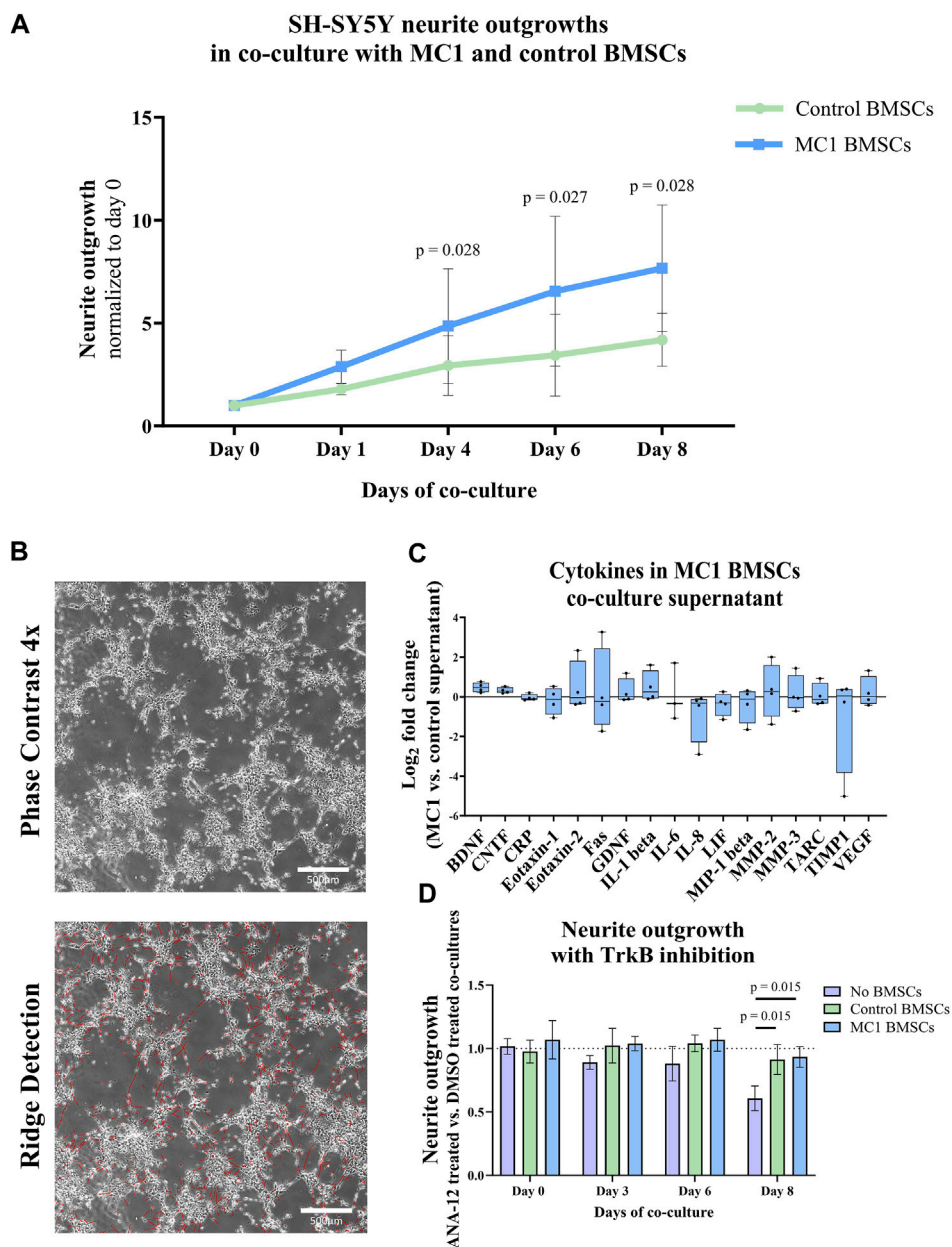 A
SH-SY5Y neurite outgrowths
in co-culture with MC1 and control BMSCs
Neurite outgrowth
normalized to day 0
15
10
5
0
p = 0.028
p = 0.027
p = 0.028
Control BMSCs
MC1 BMSCs
Day 0 Day 1 Day 4 Day 6 Day 8
Days of co-culture
B
Phase Contrast 4x
500µm
Ridge Detection
500µm
C
Cytokines in MC1 BMSCs
co-culture supernatant
Log2 fold change
(MC1 vs. control supernatant)
4
2
0
-2
-4
-6
BDNF
CNTF
CRP
Eotaxin-1
Eotaxin-2
Fas
GDNF
IL-1 beta
IL-6
IL-8
LIF
MIP-1 beta
MMP-2
MMP-3
TARC
TIMP1
VEGF
D
Neurite outgrowth
with TrkB inhibition
Neurite outgrowth
ANA-12 treated vs. DMSO treated co-cultures
1.5
1.0
0.5
0.0
p = 0.015
p = 0.015
No BMSCs
Control BMSCs
MC1 BMSCs
Day 0 Day 3 Day 6 Day 8
Days of co-culture